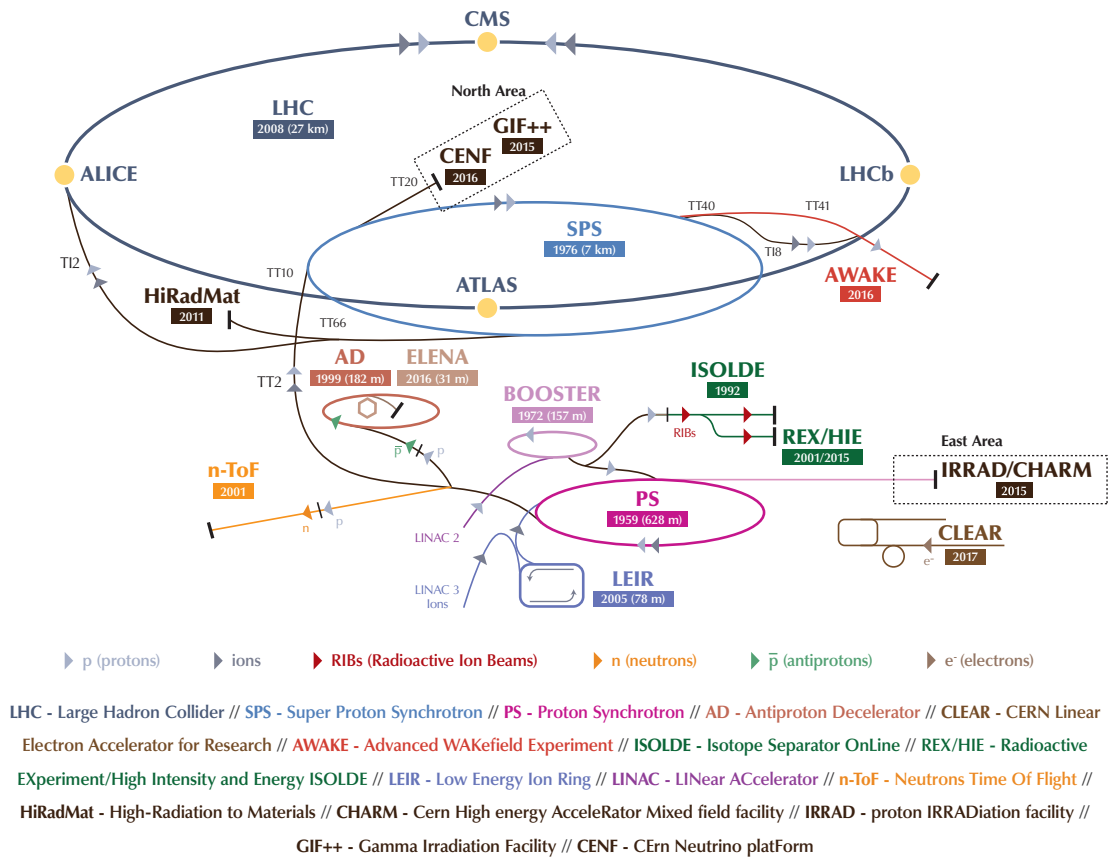 CMS
North Area
LHC
2008 (27 km)
GIF++
2015
CENF
2016
ALICE
LHCb
TT20
TT40
TT41
SPS
1976 (7 km)
TI8
TI2
TT10
AWAKE
2016
ATLAS
HiRadMat
2011
TT66
AD
1999 (182 m)
ELENA
2016 (31 m)
TT2
ISOLDE
1992
BOOSTER
1972 (157 m)
RIBs
REX/HIE
2001/2015
p̅
p
East Area
n-ToF
2001
IRRAD/CHARM
2015
PS
1959 (628 m)
n
p
LINAC 2
CLEAR
2017
e-
LINAC 3
Ions
LEIR
2005 (78 m)
p (protons)
ions
RIBs (Radioactive Ion Beams)
n (neutrons)
p̅ (antiprotons)
e- (electrons)
LHC - Large Hadron Collider // SPS - Super Proton Synchrotron // PS - Proton Synchrotron // AD - Antiproton Decelerator // CLEAR - CERN Linear
Electron Accelerator for Research // AWAKE - Advanced WAKefield Experiment // ISOLDE - Isotope Separator OnLine // REX/HIE - Radioactive
EXperiment/High Intensity and Energy ISOLDE // LEIR - Low Energy Ion Ring // LINAC - LINear ACcelerator // n-ToF - Neutrons Time Of Flight //
HiRadMat - High-Radiation to Materials // CHARM - Cern High energy AcceleRator Mixed field facility // IRRAD - proton IRRADiation facility //
GIF++ - Gamma Irradiation Facility // CENF - CErn Neutrino platForm